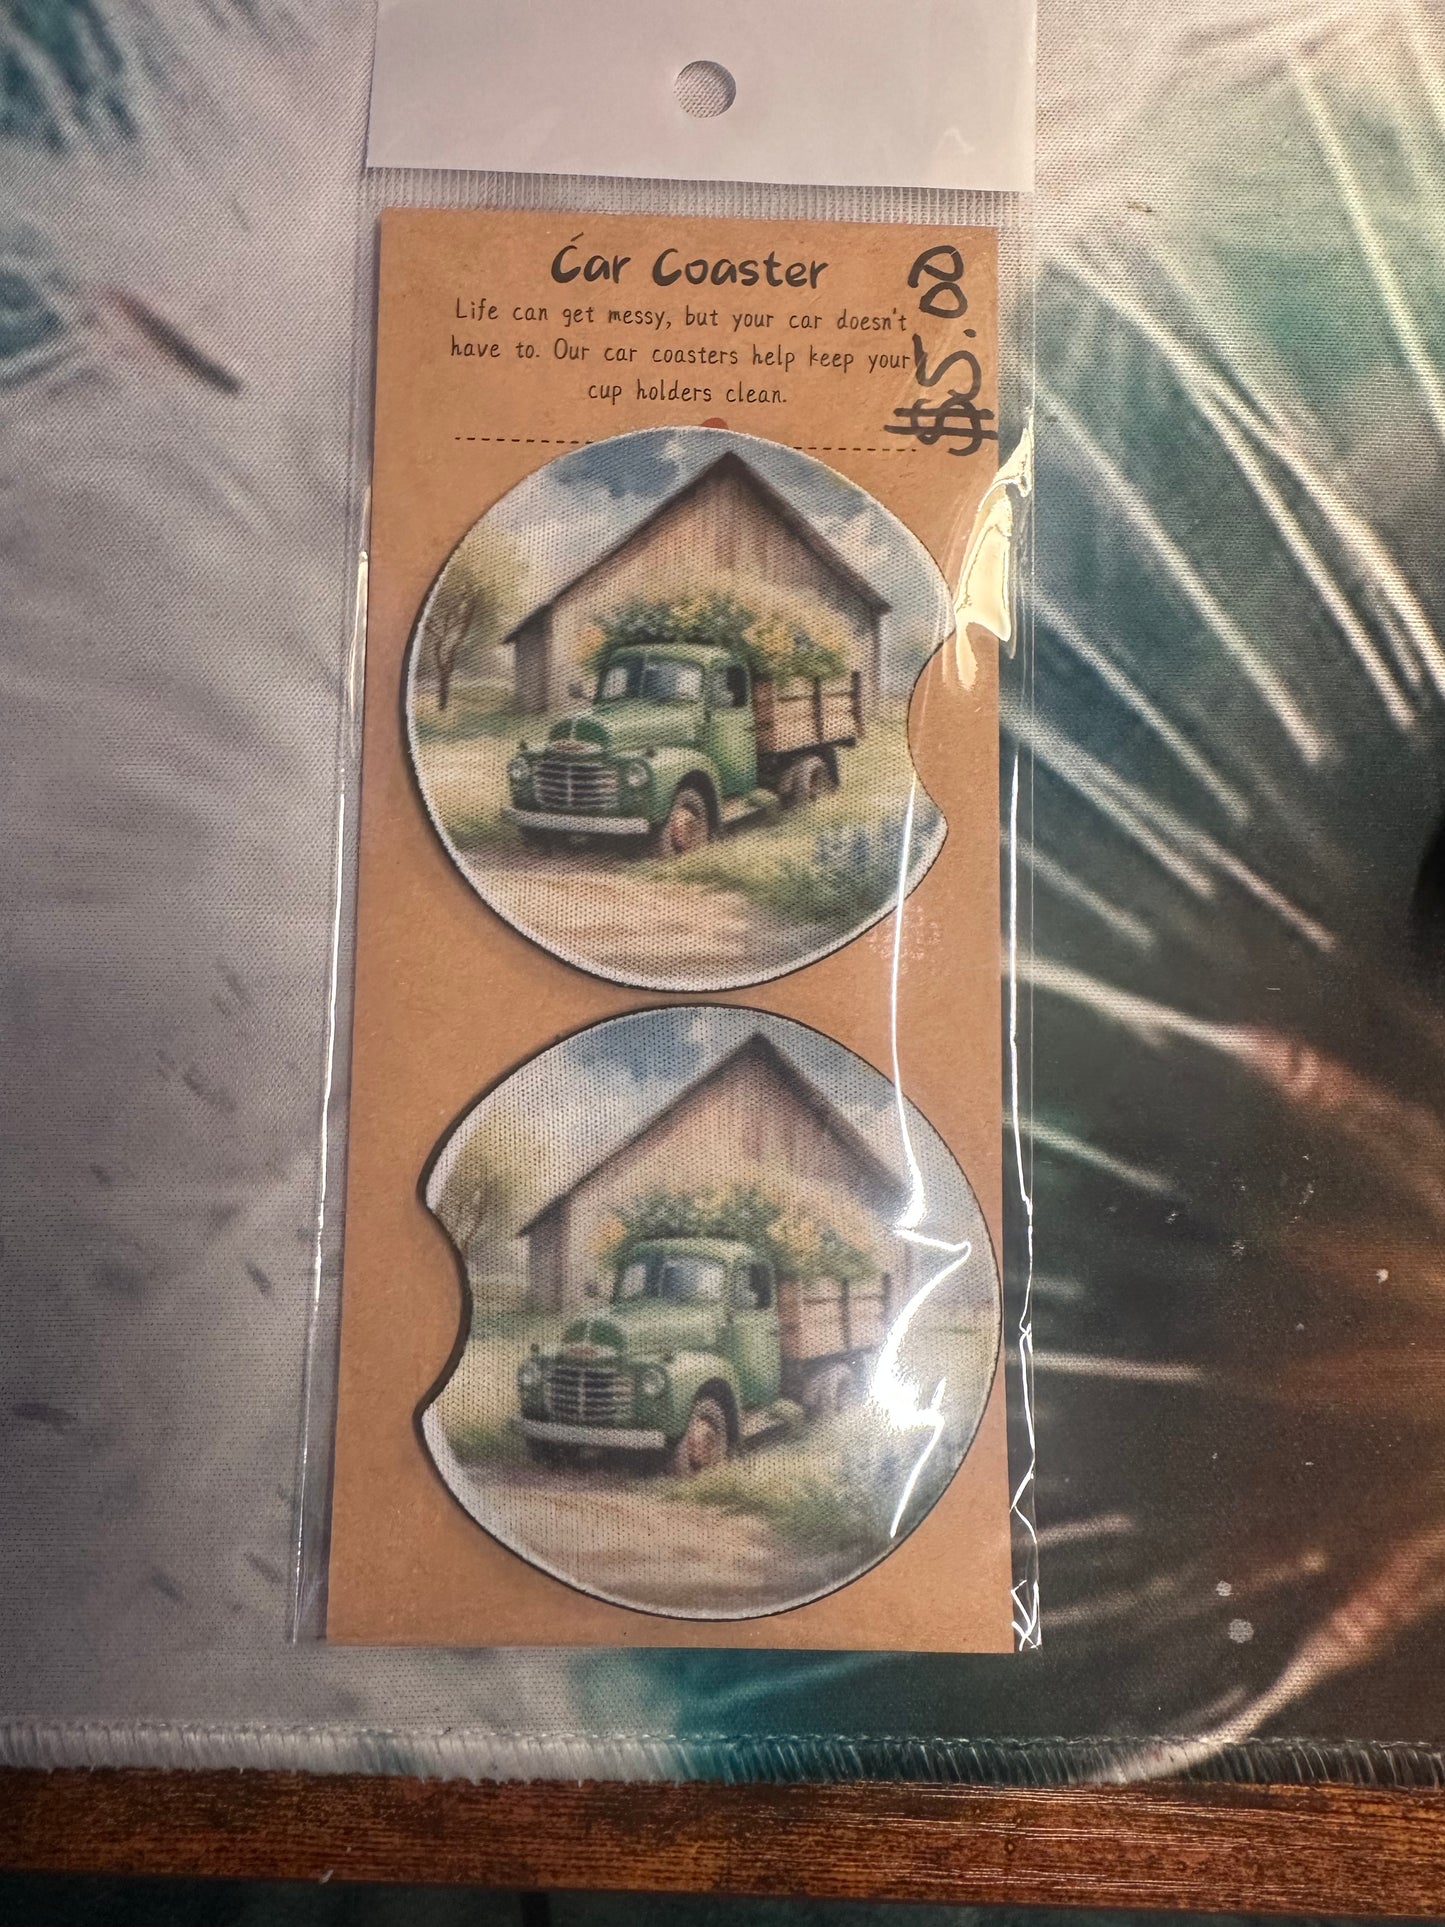 Car Coaster
Life can get messy, but your car doesn't
have to. Our car coasters help keep your
cup holders clean.
$5.00